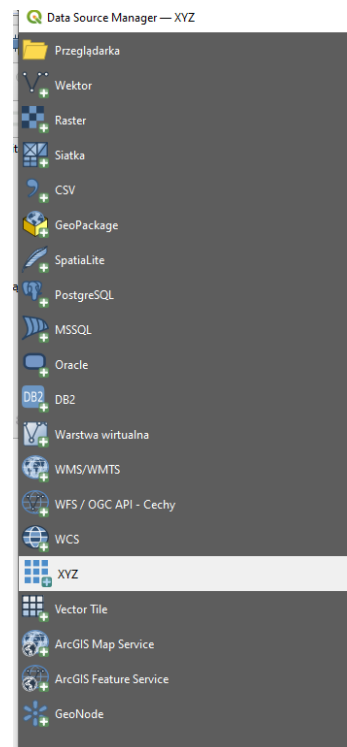 Data Source Manager — XYZ
Przeglądarka
Wektor
Raster
Siatka
CSV
GeoPackage
SpatiaLite
PostgreSQL
MSSQL
Oracle
DB2
DB2
Warstwa wirtualna
WMS/WMTS
WFS / OGC API - Cechy
WCS
XYZ
Vector Tile
ArcGIS Map Service
ArcGIS Feature Service
GeoNode